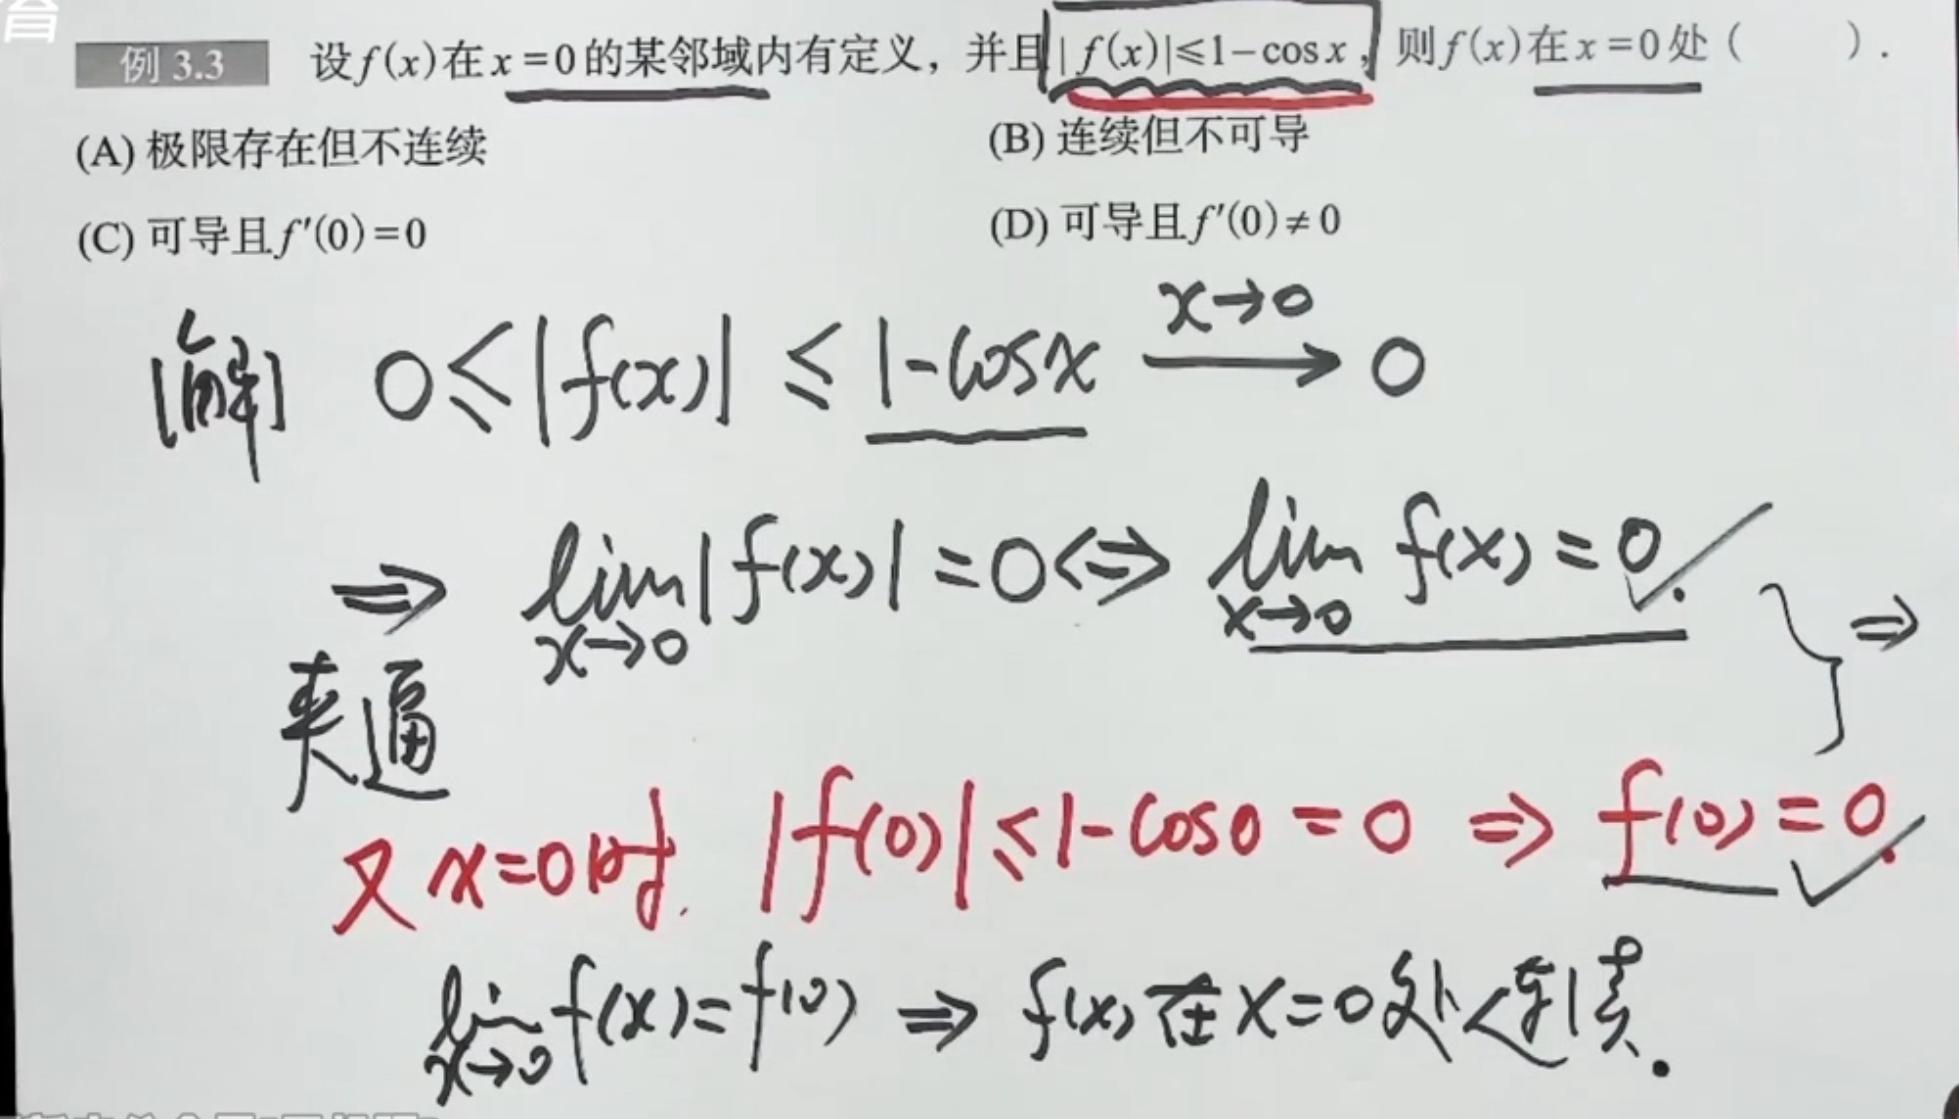 育
例 3.3 设f(x)在x=0的某邻域内有定义，并且|f(x)|≤1-cosx，则f(x)在x=0处（ ）.
(A) 极限存在但不连续 (B) 连续但不可导
(C) 可导且f′(0)=0 (D) 可导且f′(0)≠0
[解] 0≤|f(x)|≤1-cosx x→0 → 0
⇒ lim x→0 |f(x)|=0 ⇔ lim x→0 f(x)=0. } ⇒
夹逼
又x=0时, |f(0)|≤1-cos0=0 ⇒ f(0)=0.
lim x→0 f(x)=f(0) ⇒ f(x)在x=0处连续.